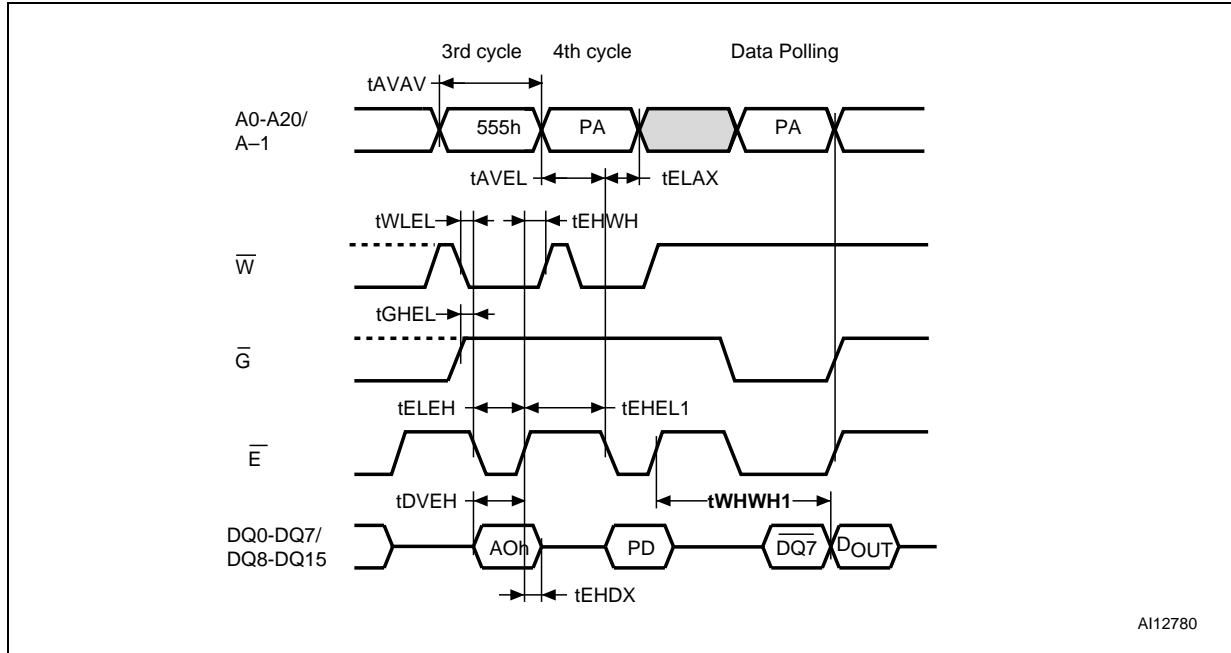 3rd cycle 4th cycle Data Polling
tAVAV
A0-A20/
A–1
555h PA PA
tAVEL tELAX
tWLEL tEHWH
W
tGHEL
G
tELEH tEHEL1
E
tDVEH tWHWH1
DQ0-DQ7/
DQ8-DQ15
AOh PD DQ7 DOUT
tEHDX
AI12780